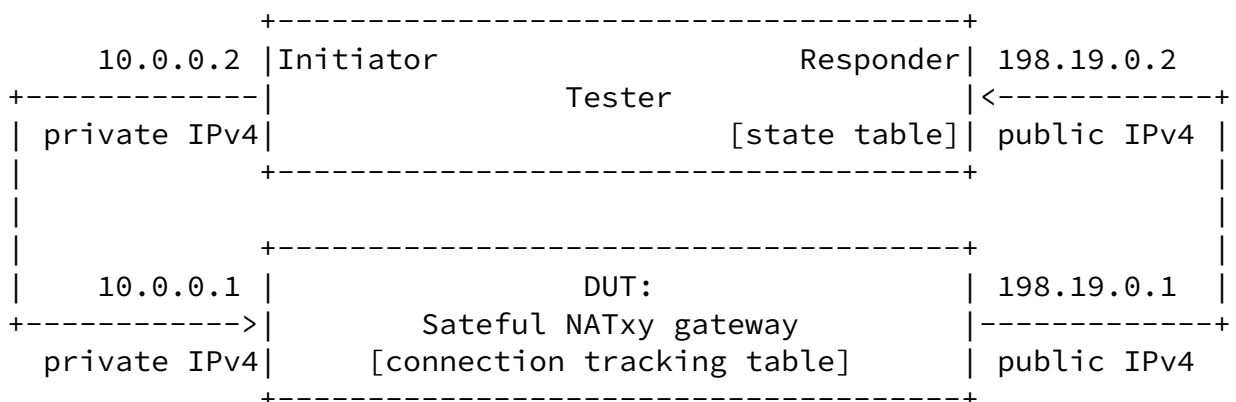 +--------------------------------------+
10.0.0.2 |Initiator Responder| 198.19.0.2
+-------------| Tester |<------------+
| private IPv4| [state table]| public IPv4 |
| +--------------------------------------+ |
| |
| +--------------------------------------+ |
| 10.0.0.1 | DUT: | 198.19.0.1 |
+------------>| Sateful NATxy gateway |-------------+
private IPv4| [connection tracking table] | public IPv4
+--------------------------------------+